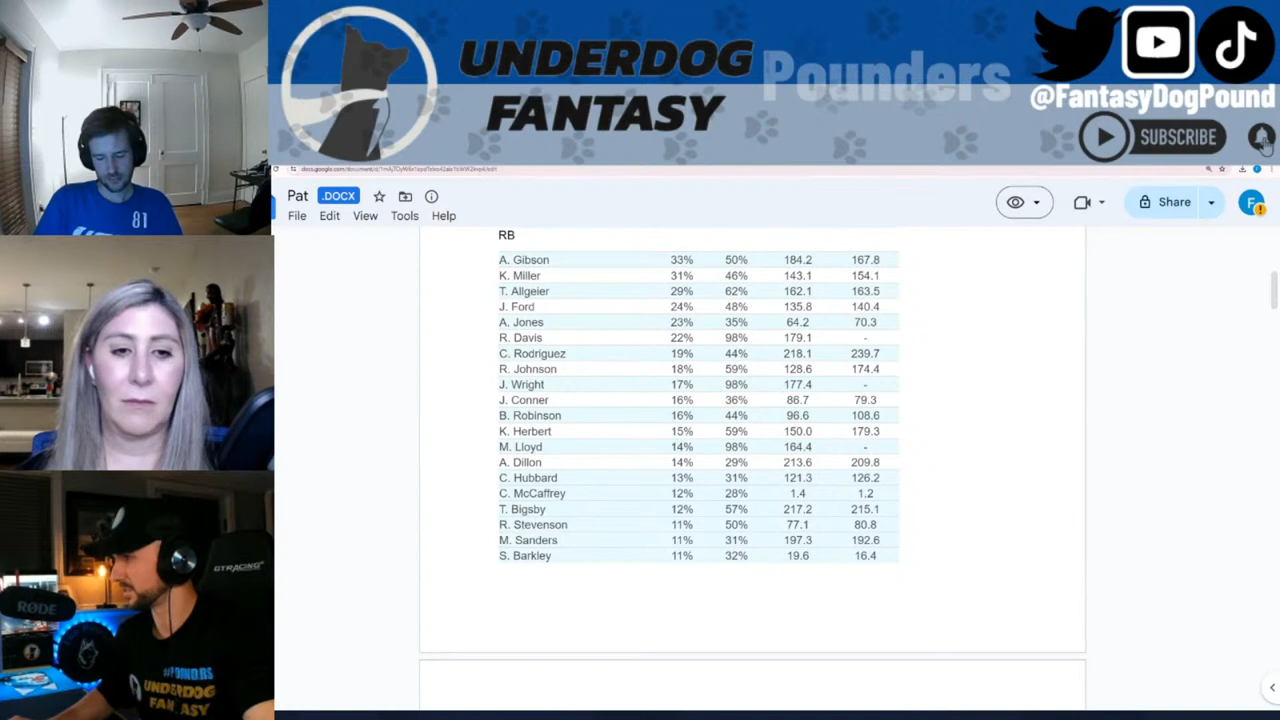 UNDERDOG
FANTASY
Pounders
@FantasyDogPound
SUBSCRIBE
Pat .DOCX
File Edit View Tools Help
Share
F
RB
A. Gibson 33% 50% 184.2 167.8
K. Miller 31% 46% 143.1 154.1
T. Allgeier 29% 62% 162.1 163.5
J. Ford 24% 48% 135.8 140.4
A. Jones 23% 35% 64.2 70.3
R. Davis 22% 98% 179.1 -
C. Rodriguez 19% 44% 218.1 239.7
R. Johnson 18% 59% 128.6 174.4
J. Wright 17% 98% 177.4 -
J. Conner 16% 36% 86.7 79.3
B. Robinson 16% 44% 96.6 108.6
K. Herbert 15% 59% 150.0 179.3
M. Lloyd 14% 98% 164.4 -
A. Dillon 14% 29% 213.6 209.8
C. Hubbard 13% 31% 121.3 126.2
C. McCaffrey 12% 28% 1.4 1.2
T. Bigsby 12% 57% 217.2 215.1
R. Stevenson 11% 50% 77.1 80.8
M. Sanders 11% 31% 197.3 192.6
S. Barkley 11% 32% 19.6 16.4
81
GTRACING
RØDE
UNDERDOG
FANTASY